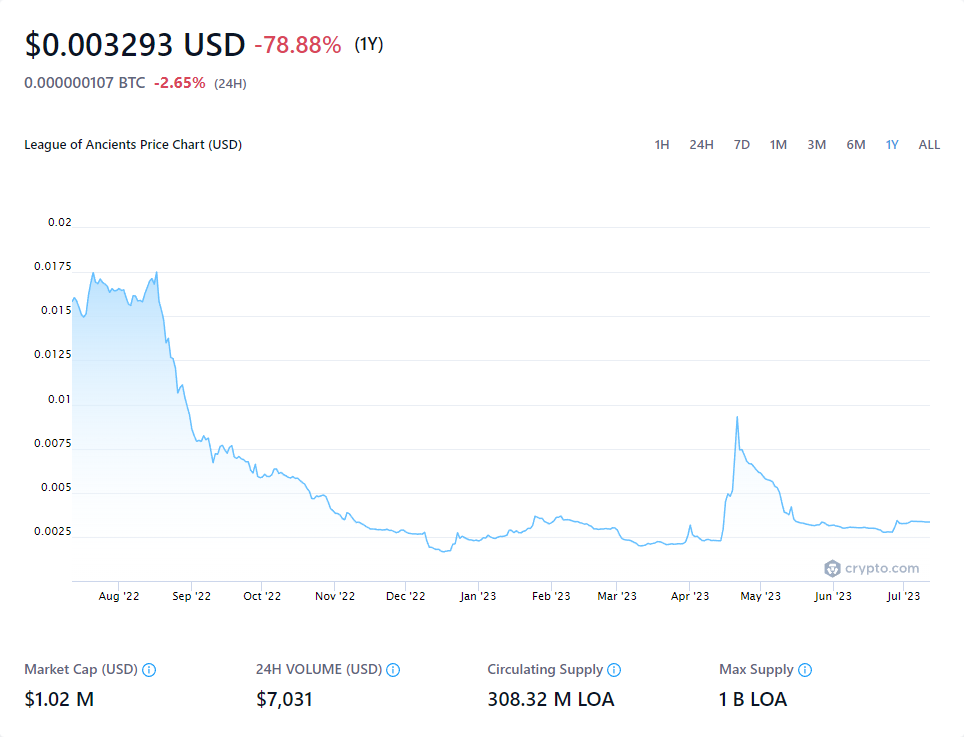 $0.003293 USD -78.88% (1Y)
0.000000107 BTC -2.65% (24H)
League of Ancients Price Chart (USD) 1H 24H 7D 1M 3M 6M 1Y ALL
0.02
0.0175
0.015
0.0125
0.01
0.0075
0.005
0.0025
crypto.com
Aug '22 Sep '22 Oct '22 Nov '22 Dec '22 Jan '23 Feb '23 Mar '23 Apr '23 May '23 Jun '23 Jul '23
Market Cap (USD) 24H VOLUME (USD) Circulating Supply Max Supply
$1.02 M $7,031 308.32 M LOA 1 B LOA